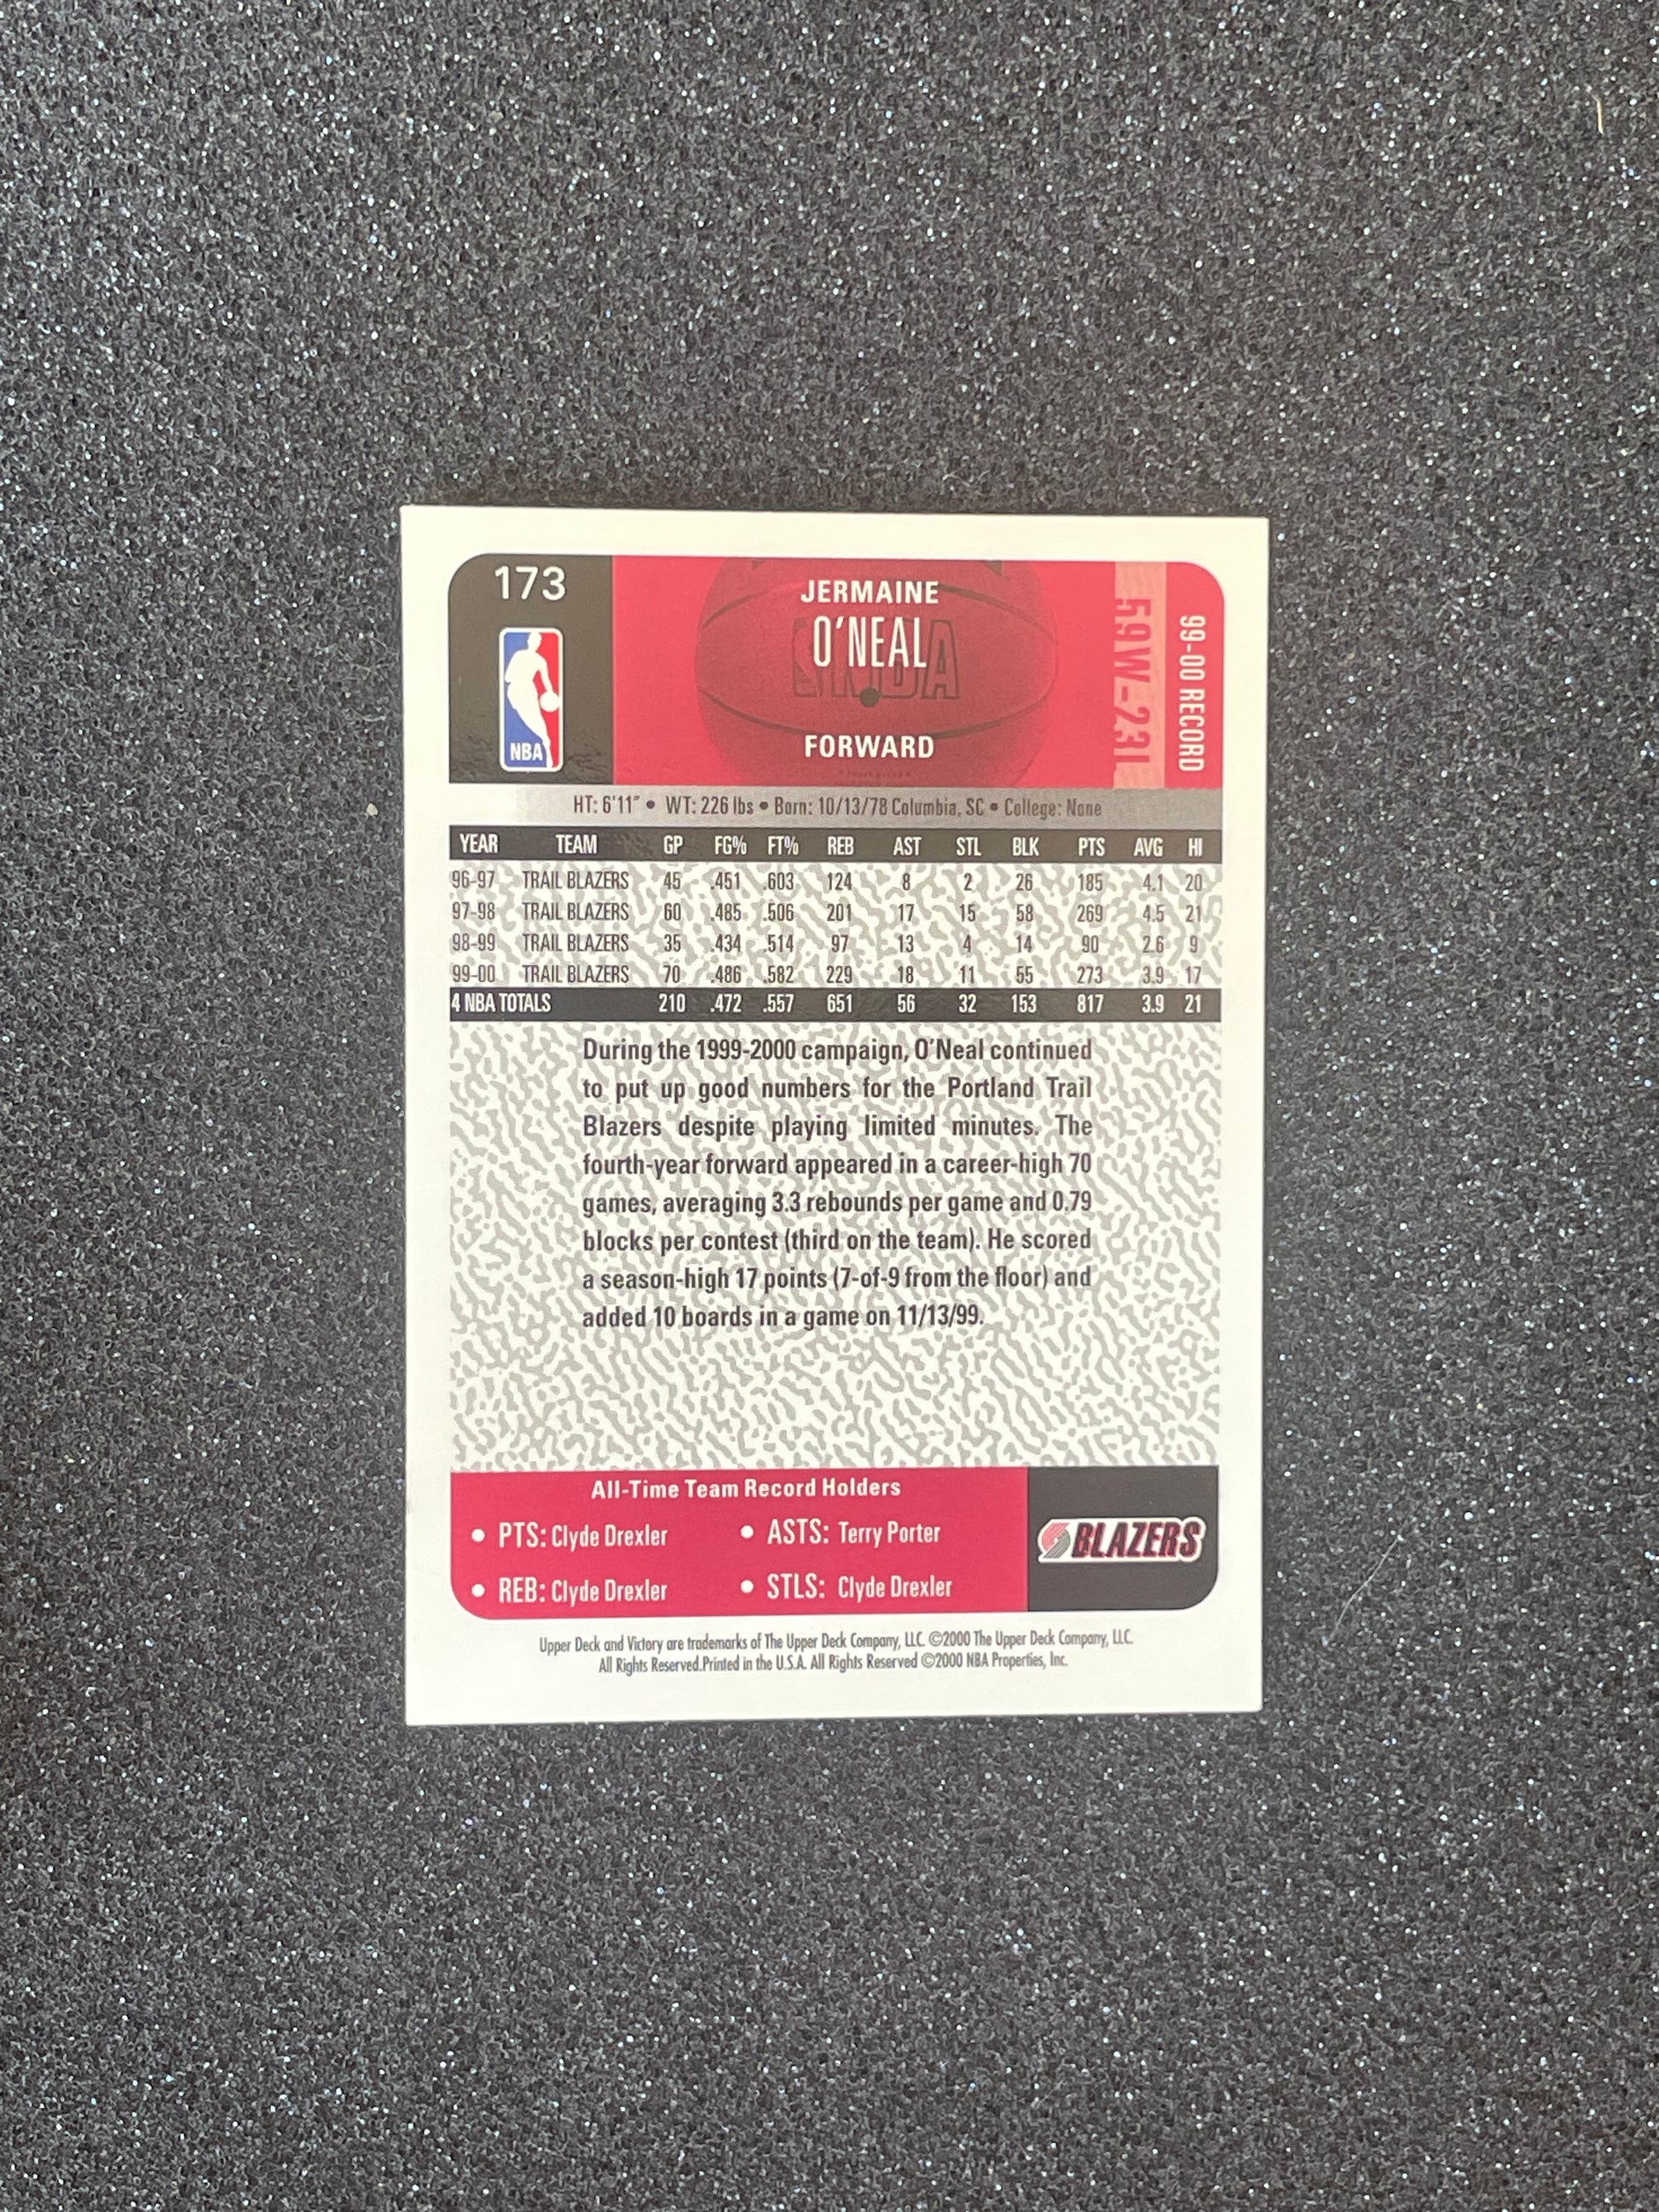 173
JERMAINE
O'NEAL
FORWARD
NBA
NBA
59W-23L
99-00 RECORD
HT: 6'11" • WT: 226 lbs • Born: 10/13/78 Columbia, SC • College: None
YEAR TEAM GP FG% FT% REB AST STL BLK PTS AVG HI
96-97 TRAIL BLAZERS 45 .451 .603 124 8 2 26 185 4.1 20
97-98 TRAIL BLAZERS 60 .485 .506 201 17 15 58 269 4.5 21
98-99 TRAIL BLAZERS 35 .434 .514 97 13 4 14 90 2.6 9
99-00 TRAIL BLAZERS 70 .486 .582 229 18 11 55 273 3.9 17
4 NBA TOTALS 210 .472 .557 651 56 32 153 817 3.9 21
During the 1999-2000 campaign, O'Neal continued
to put up good numbers for the Portland Trail
Blazers despite playing limited minutes. The
fourth-year forward appeared in a career-high 70
games, averaging 3.3 rebounds per game and 0.79
blocks per contest (third on the team). He scored
a season-high 17 points (7-of-9 from the floor) and
added 10 boards in a game on 11/13/99.
All-Time Team Record Holders
• PTS: Clyde Drexler • ASTS: Terry Porter
• REB: Clyde Drexler • STLS: Clyde Drexler
BLAZERS
Upper Deck and Victory are trademarks of The Upper Deck Company, LLC. ©2000 The Upper Deck Company, LLC.
All Rights Reserved.Printed in the U.S.A. All Rights Reserved ©2000 NBA Properties, Inc.